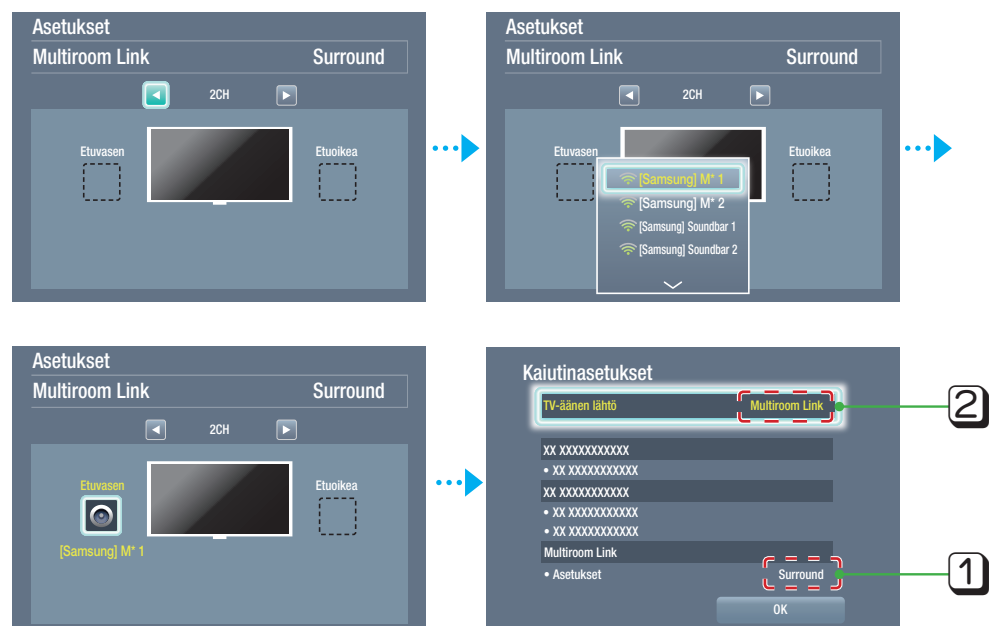 Asetukset
Multiroom Link Surround
2CH
Etuvasen Etuoikea
Asetukset
Multiroom Link Surround
2CH
Etuvasen Etuoikea
[Samsung] M* 1
[Samsung] M* 2
[Samsung] Soundbar 1
[Samsung] Soundbar 2
Asetukset
Multiroom Link Surround
2CH
Etuvasen Etuoikea
[Samsung] M* 1
Kaiutinasetukset
TV-äänen lähtö Multiroom Link
2
XX XXXXXXXXXXX
• XX XXXXXXXXXXX
XX XXXXXXXXXXX
• XX XXXXXXXXXXX
• XX XXXXXXXXXXX
Multiroom Link
• Asetukset Surround
1
OK